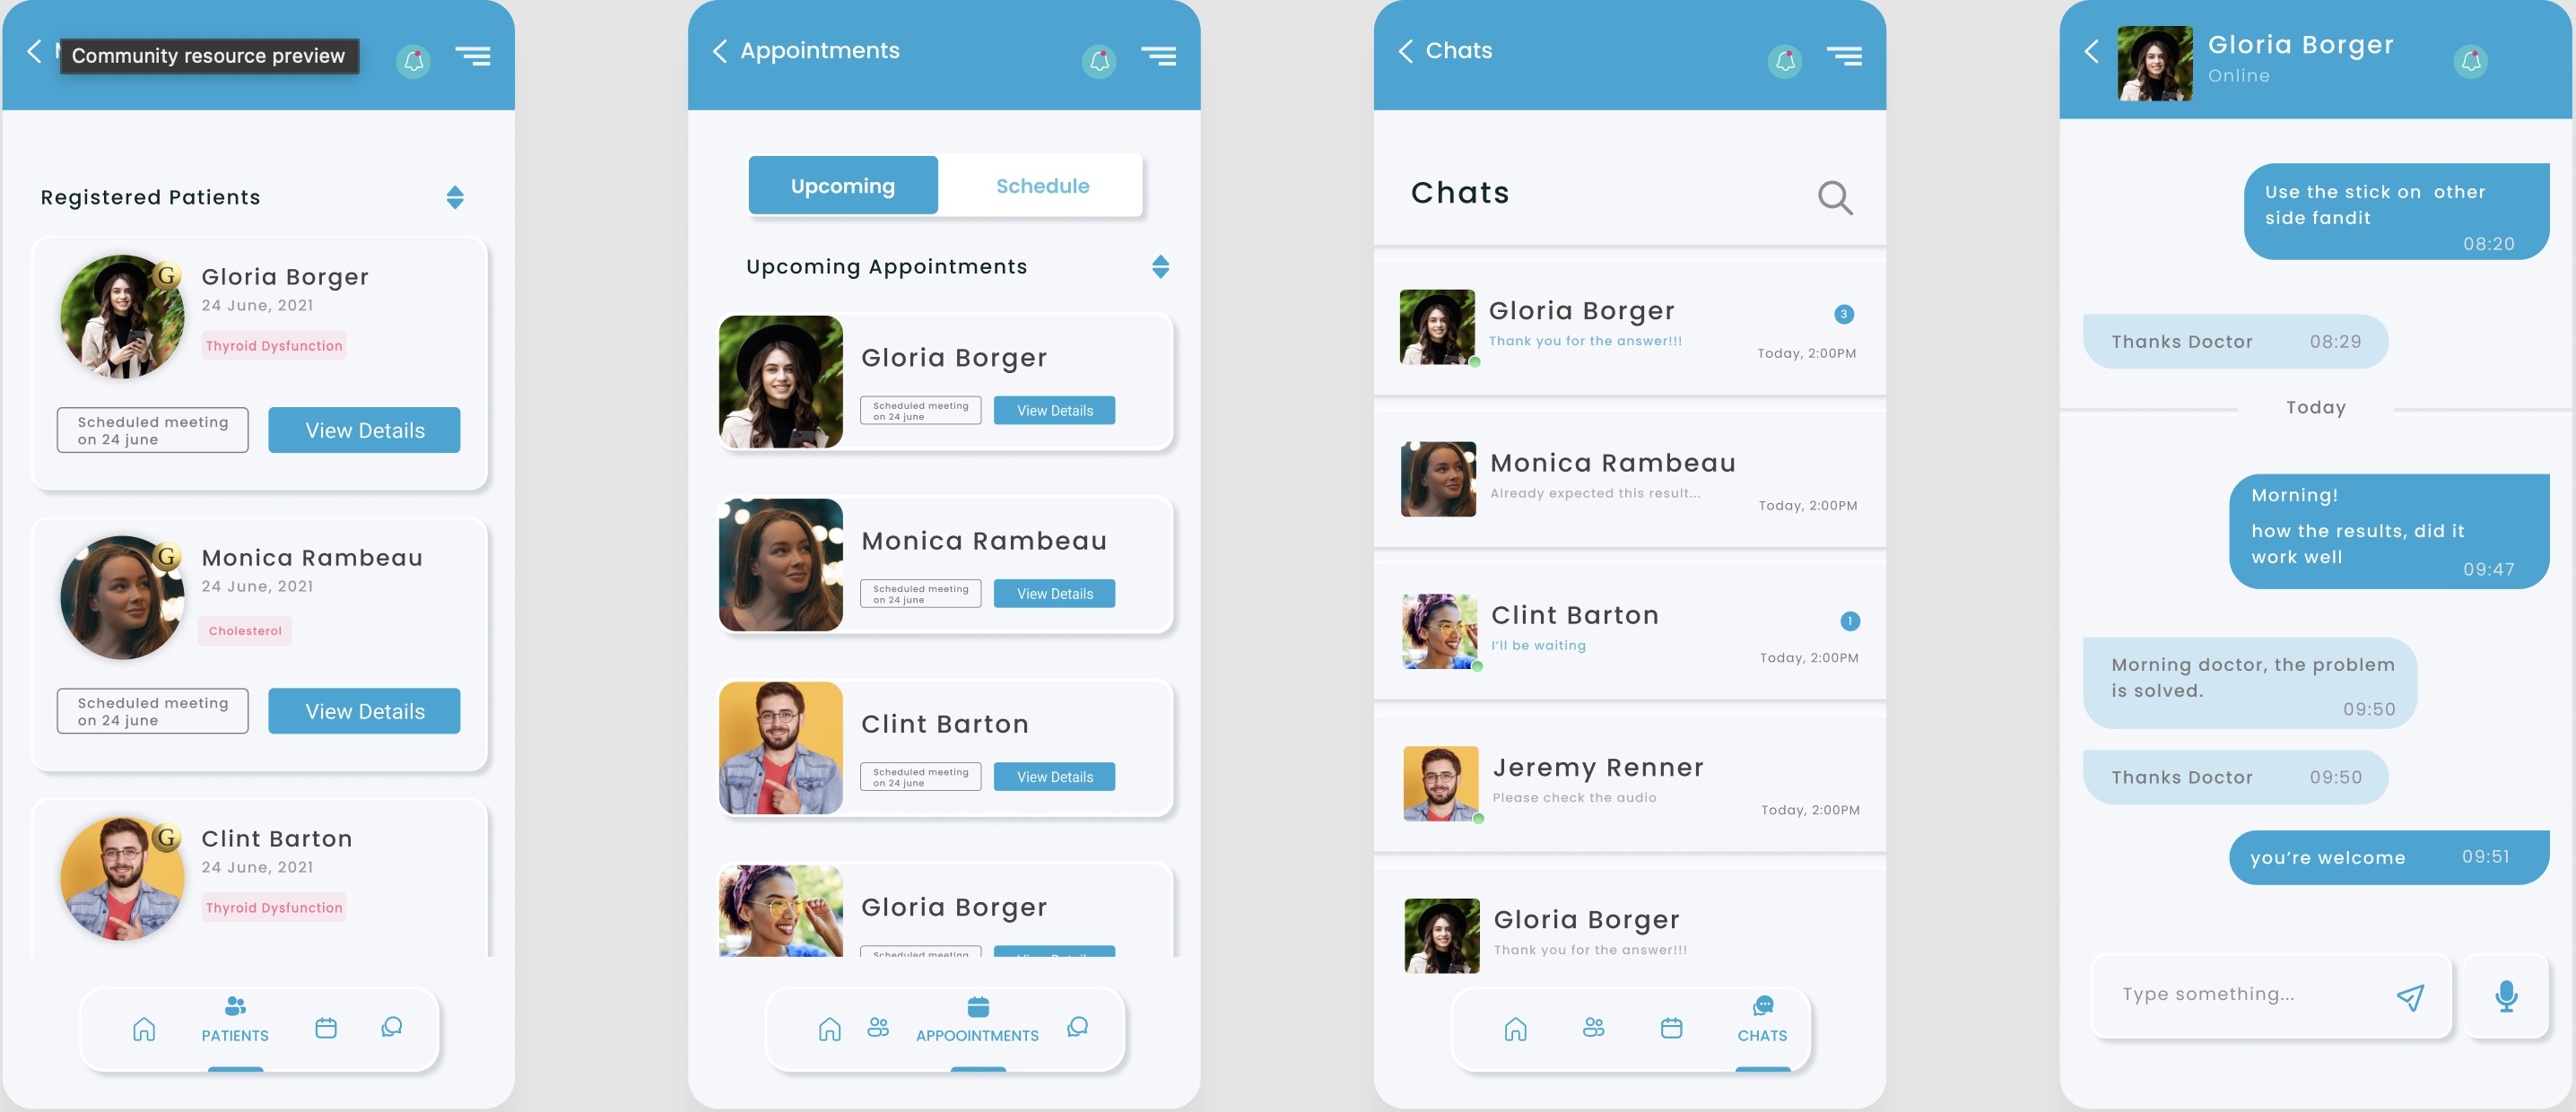 Community resource preview
Registered Patients
G
Gloria Borger
24 June, 2021
Thyroid Dysfunction
Scheduled meeting
on 24 june
View Details
G
Monica Rambeau
24 June, 2021
Cholesterol
Scheduled meeting
on 24 june
View Details
G
Clint Barton
24 June, 2021
Thyroid Dysfunction
PATIENTS
Appointments
Upcoming
Schedule
Upcoming Appointments
Gloria Borger
Scheduled meeting
on 24 june
View Details
Monica Rambeau
Scheduled meeting
on 24 june
View Details
Clint Barton
Scheduled meeting
on 24 june
View Details
Gloria Borger
Scheduled meeting
View Details
APPOOINTMENTS
Chats
Chats
Gloria Borger
3
Thank you for the answer!!!
Today, 2:00PM
Monica Rambeau
Already expected this result...
Today, 2:00PM
Clint Barton
1
I'll be waiting
Today, 2:00PM
Jeremy Renner
Please check the audio
Today, 2:00PM
Gloria Borger
Thank you for the answer!!!
CHATS
Gloria Borger
Online
Use the stick on other
side fandit
08:20
Thanks Doctor 08:29
Today
Morning!
how the results, did it
work well
09:47
Morning doctor, the problem
is solved.
09:50
Thanks Doctor 09:50
you're welcome 09:51
Type something...